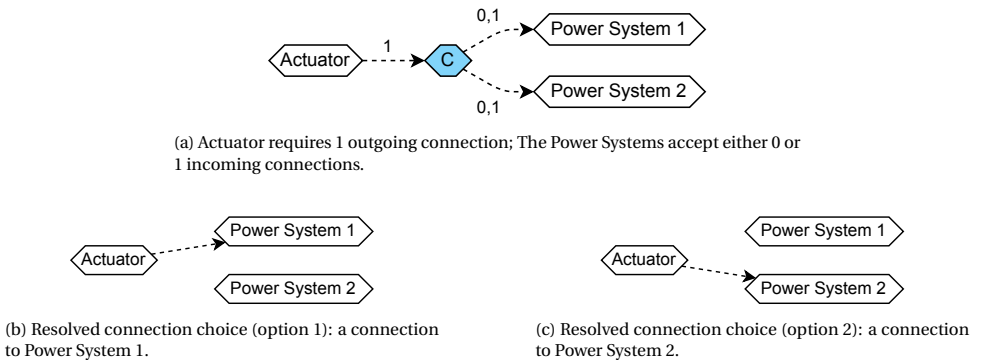 0,1
Power System 1
Actuator
1
C
Power System 2
0,1
(a) Actuator requires 1 outgoing connection; The Power Systems accept either 0 or
1 incoming connections.
Power System 1
Actuator
Power System 2
(b) Resolved connection choice (option 1): a connection
to Power System 1.
Power System 1
Actuator
Power System 2
(c) Resolved connection choice (option 2): a connection
to Power System 2.